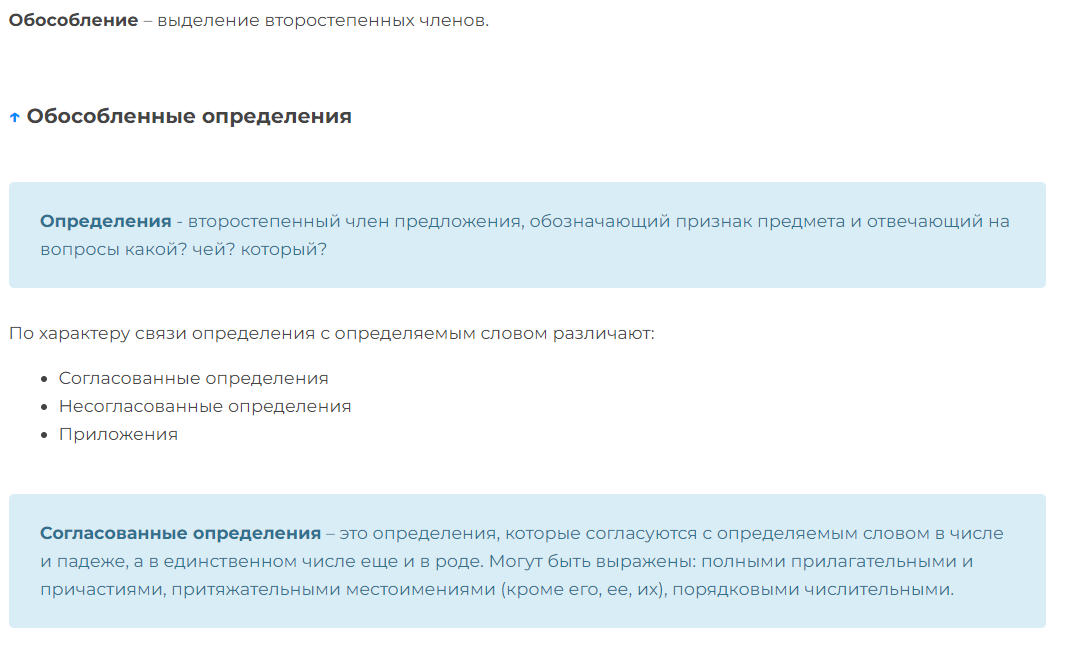 Обособление – выделение второстепенных членов.
↑ Обособленные определения
Определения - второстепенный член предложения, обозначающий признак предмета и отвечающий на
вопросы какой? чей? который?
По характеру связи определения с определяемым словом различают:
• Согласованные определения
• Несогласованные определения
• Приложения
Согласованные определения – это определения, которые согласуются с определяемым словом в числе
и падеже, а в единственном числе еще и в роде. Могут быть выражены: полными прилагательными и
причастиями, притяжательными местоимениями (кроме его, ее, их), порядковыми числительными.